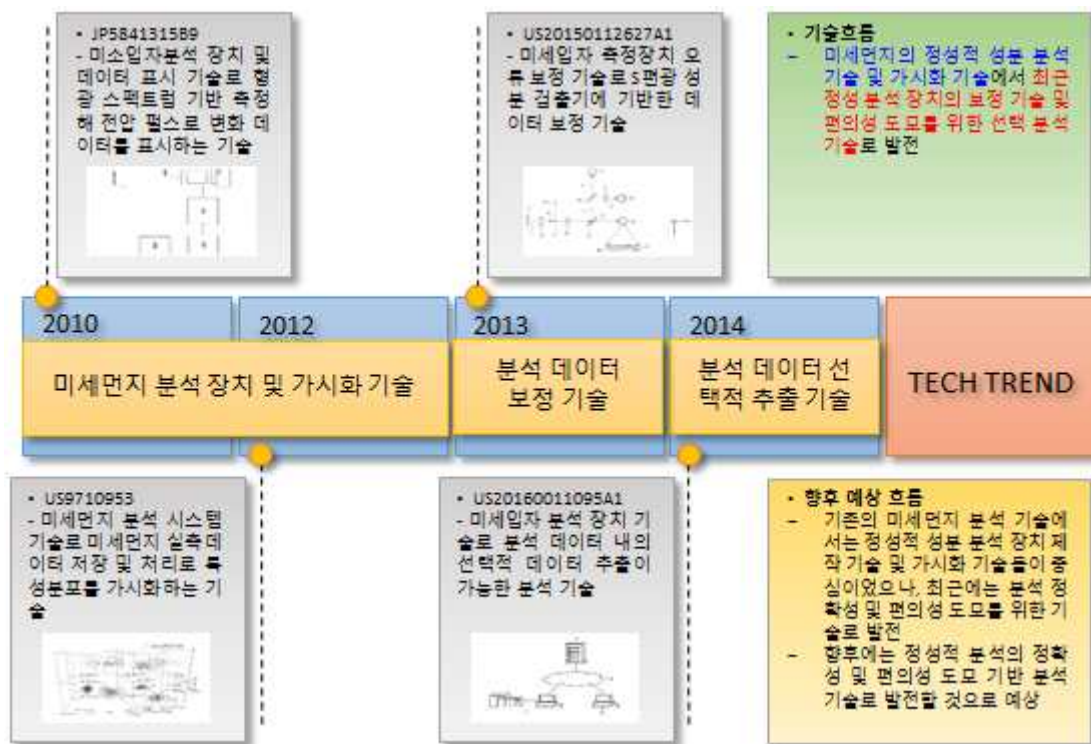 • JP5841315B9
- 미소입자분석 장치 및
데이터 표시 기술로 형
광 스펙트럼 기반 측정
해 전압 펄스로 변화 데
이터를 표시하는 기술
• US20150112627A1
- 미세입자 측정장치 오
류 보정 기술로 S편광 성
분 검출기에 기반한 데
이터 보정 기술
• 기술흐름
– 미세먼지의 정성적 성분 분석
기술 및 가시화 기술에서 최근
정성 분석 장치의 보정 기술 및
편의성 도모를 위한 선택 분석
기술로 발전
2010
2012
2013
2014
미세먼지 분석 장치 및 가시화 기술
분석 데이터
보정 기술
분석 데이터 선
택적 추출 기술
TECH TREND
• US9710953
- 미세먼지 분석 시스템
기술로 미세먼지 실측 데
이터 저장 및 처리로 특
성분포를 가시화하는 기
술
• US20160011095A1
- 미세입자 분석 장치 기
술로 분석 데이터 내의
선택적 데이터 추출이
가능한 분석 기술
• 향후 예상 흐름
– 기존의 미세먼지 분석 기술에
서는 정성적 성분 분석 장치 제
작 기술 및 가시화 기술들이 중
심이었으나, 최근에는 분석 정
확성 및 편의성 도모를 위한 기
술로 발전
– 향후에는 정성적 분석의 정확
성 및 편의성 도모 기반 분석
기술로 발전할 것으로 예상